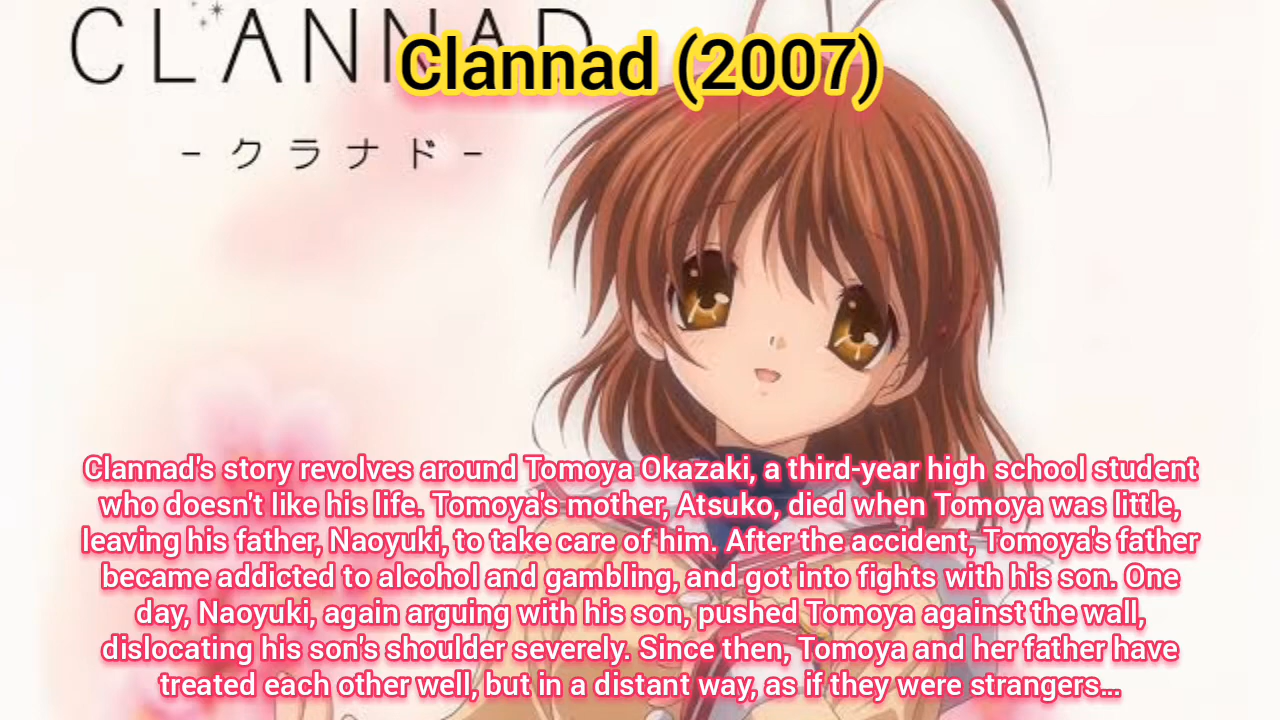 CLANNAD
Clannad (2007)
- クラナド -
Clannad's story revolves around Tomoya Okazaki, a third-year high school student
who doesn't like his life. Tomoya's mother, Atsuko, died when Tomoya was little,
leaving his father, Naoyuki, to take care of him. After the accident, Tomoya's father
became addicted to alcohol and gambling, and got into fights with his son. One
day, Naoyuki, again arguing with his son, pushed Tomoya against the wall,
dislocating his son's shoulder severely. Since then, Tomoya and her father have
treated each other well, but in a distant way, as if they were strangers...